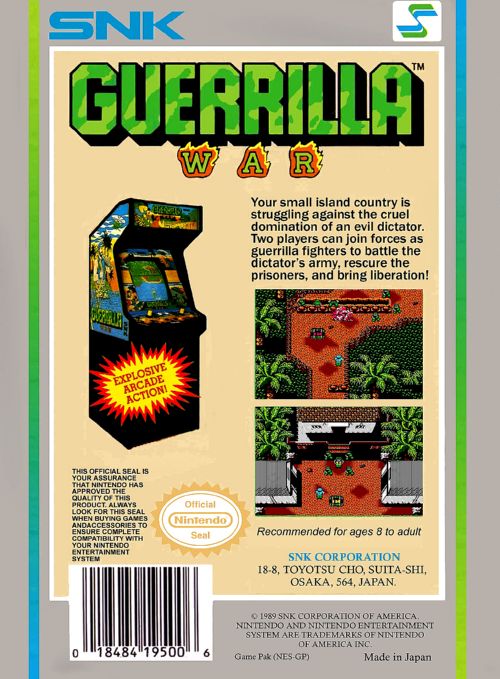 SNK
S
GUERRILLA™
WAR
Your small island country is
struggling against the cruel
domination of an evil dictator.
Two players can join forces as
guerrilla fighters to battle the
dictator's army, rescue the
prisoners, and bring liberation!
EXPLOSIVE
ARCADE
ACTION!
THIS OFFICIAL SEAL IS
YOUR ASSURANCE
THAT NINTENDO HAS
APPROVED THE
QUALITY OF THIS
PRODUCT. ALWAYS
LOOK FOR THIS SEAL
WHEN BUYING GAMES
ANDACCESSORIES TO
ENSURE COMPLETE
COMPATIBILITY WITH
YOUR NINTENDO
ENTERTAINMENT
SYSTEM
Official
Nintendo
Seal
Recommended for ages 8 to adult
SNK CORPORATION
18-8, TOYOTSU CHO, SUITA-SHI,
OSAKA, 564, JAPAN.
0 18484 19500 6
© 1989 SNK CORPORATION OF AMERICA.
NINTENDO AND NINTENDO ENTERTAINMENT
SYSTEM ARE TRADEMARKS OF NINTENDO
OF AMERICA INC.
Game Pak (NES-GP) Made in Japan